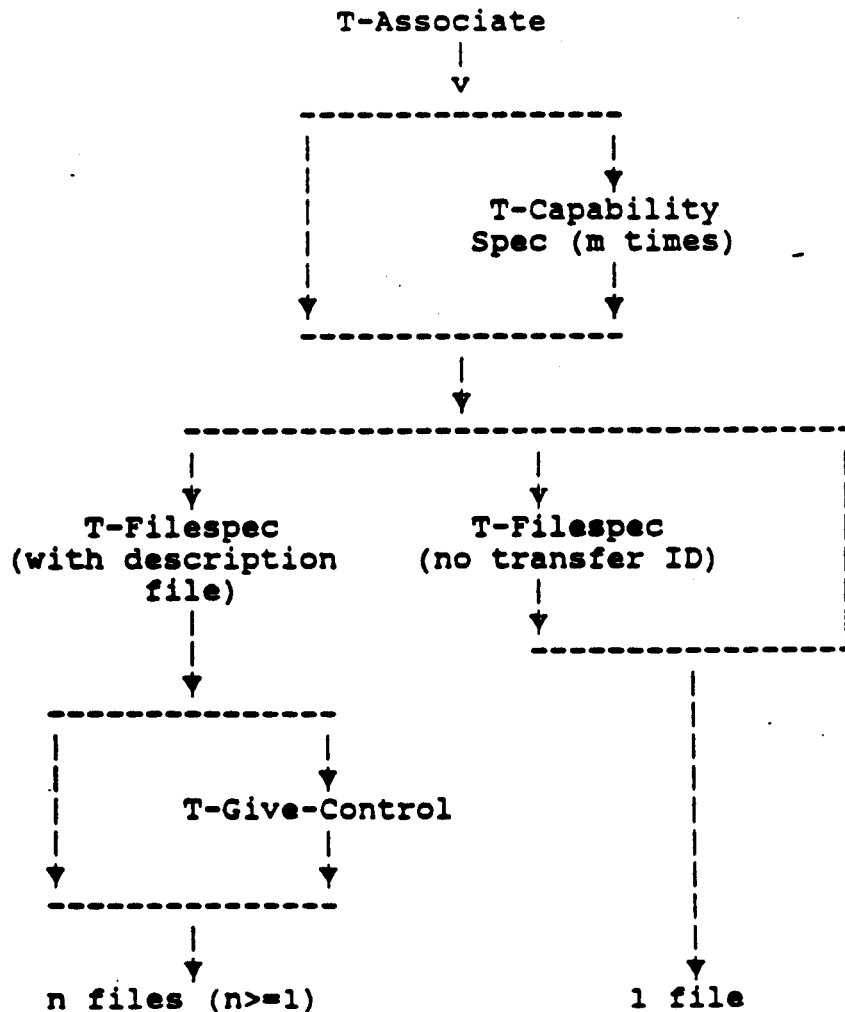 T-Associate
v
T-Capability
Spec (m times)
T-Filespec
(with description
file)
T-Filespec
(no transfer ID)
T-Give-Control
n files (n>=1)
1 file